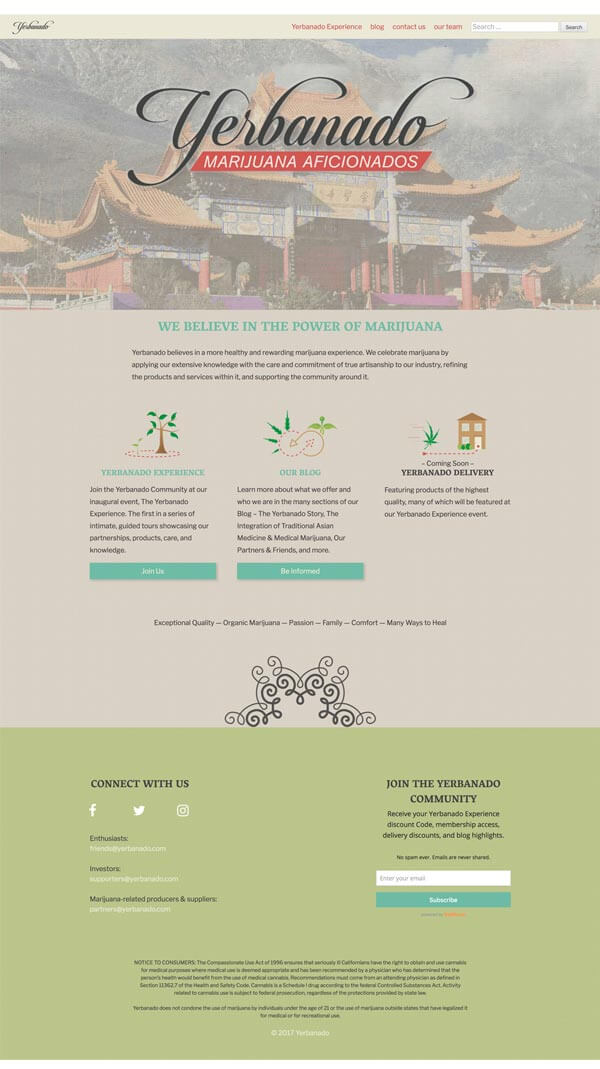 Yerbanado
Yerbanado Experience blog contact us our team Search ... Search
Yerbanado
MARIJUANA AFICIONADOS
WE BELIEVE IN THE POWER OF MARIJUANA
Yerbanado believes in a more healthy and rewarding marijuana experience. We celebrate marijuana by
applying our extensive knowledge with the care and commitment of true artisanship to our industry, refining
the products and services within it, and supporting the community around it.
YERBANADO EXPERIENCE
Join the Yerbanado Community at our
inaugural event, The Yerbanado
Experience. The first in a series of
intimate, guided tours showcasing our
partnerships, products, care, and
knowledge.
Join Us
OUR BLOG
Learn more about what we offer and
who we are in the many sections of our
Blog – The Yerbanado Story, The
Integration of Traditional Asian
Medicine & Medical Marijuana, Our
Partners & Friends, and more.
Be Informed
– Coming Soon –
YERBANADO DELIVERY
Featuring products of the highest
quality, many of which will be featured at
our Yerbanado Experience event.
Exceptional Quality — Organic Marijuana — Passion — Family — Comfort — Many Ways to Heal
CONNECT WITH US
Enthusiasts:
friends@yerbanado.com
Investors:
supporters@yerbanado.com
Marijuana-related producers & suppliers:
partners@yerbanado.com
JOIN THE YERBANADO
COMMUNITY
Receive your Yerbanado Experience
discount Code, membership access,
delivery discounts, and blog highlights.
No spam ever. Emails are never shared.
Enter your email
Subscribe
powered by
NOTICE TO CONSUMERS: The Compassionate Use Act of 1996 ensures that seriously ill Californians have the right to obtain and use cannabis
for medical purposes where medical use is deemed appropriate and has been recommended by a physician who has determined that the
person's health would benefit from the use of medical cannabis. Recommendations must come from an attending physician as defined in
Section 11362.7 of the Health and Safety Code. Cannabis is a Schedule I drug according to the federal Controlled Substances Act. Activity
related to cannabis use is subject to federal prosecution, regardless of the protections provided by state law.
Yerbanado does not condone the use of marijuana by individuals under the age of 21 or the use of marijuana outside states that have legalized it
for medical or for recreational use.
© 2017 Yerbanado